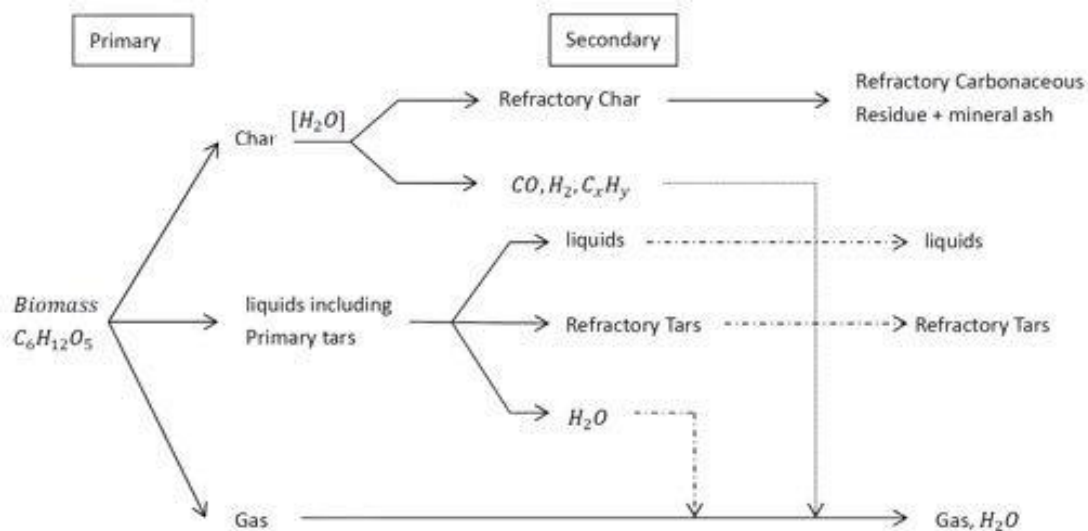 Primary
Secondary
Refractory Char
Refractory Carbonaceous
Residue + mineral ash
[H₂O]
Char
CO, H₂, CₓHᵧ
liquids
liquids
Biomass
C₆H₁₂O₅
liquids including
Primary tars
Refractory Tars
Refractory Tars
H₂O
Gas
Gas, H₂O